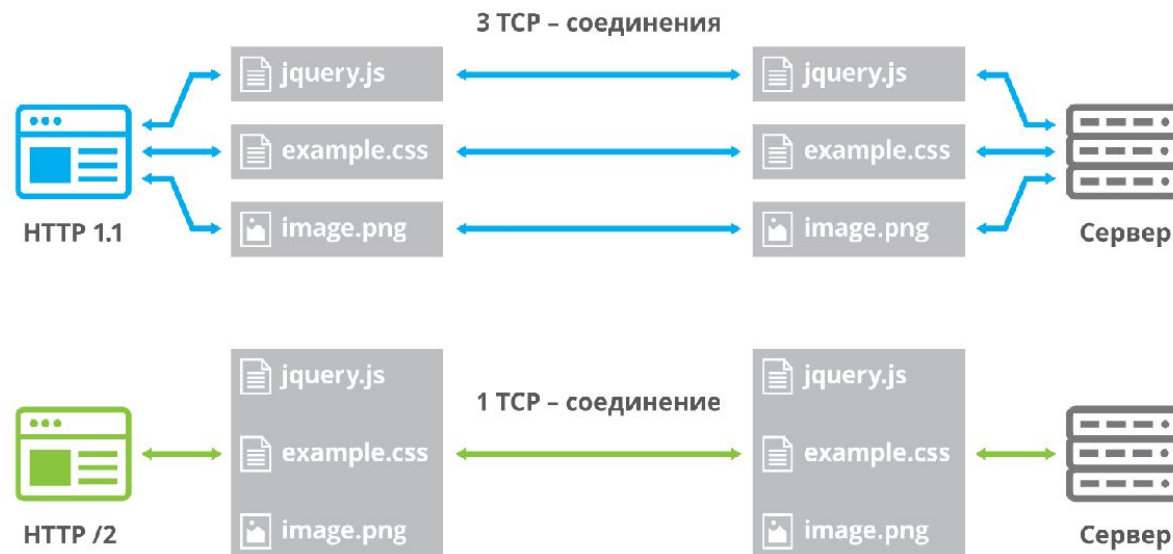 3 TCP – соединения
jquery.js
jquery.js
example.css
example.css
image.png
image.png
HTTP 1.1
Сервер
jquery.js
jquery.js
1 TCP – соединение
example.css
example.css
image.png
image.png
HTTP /2
Сервер